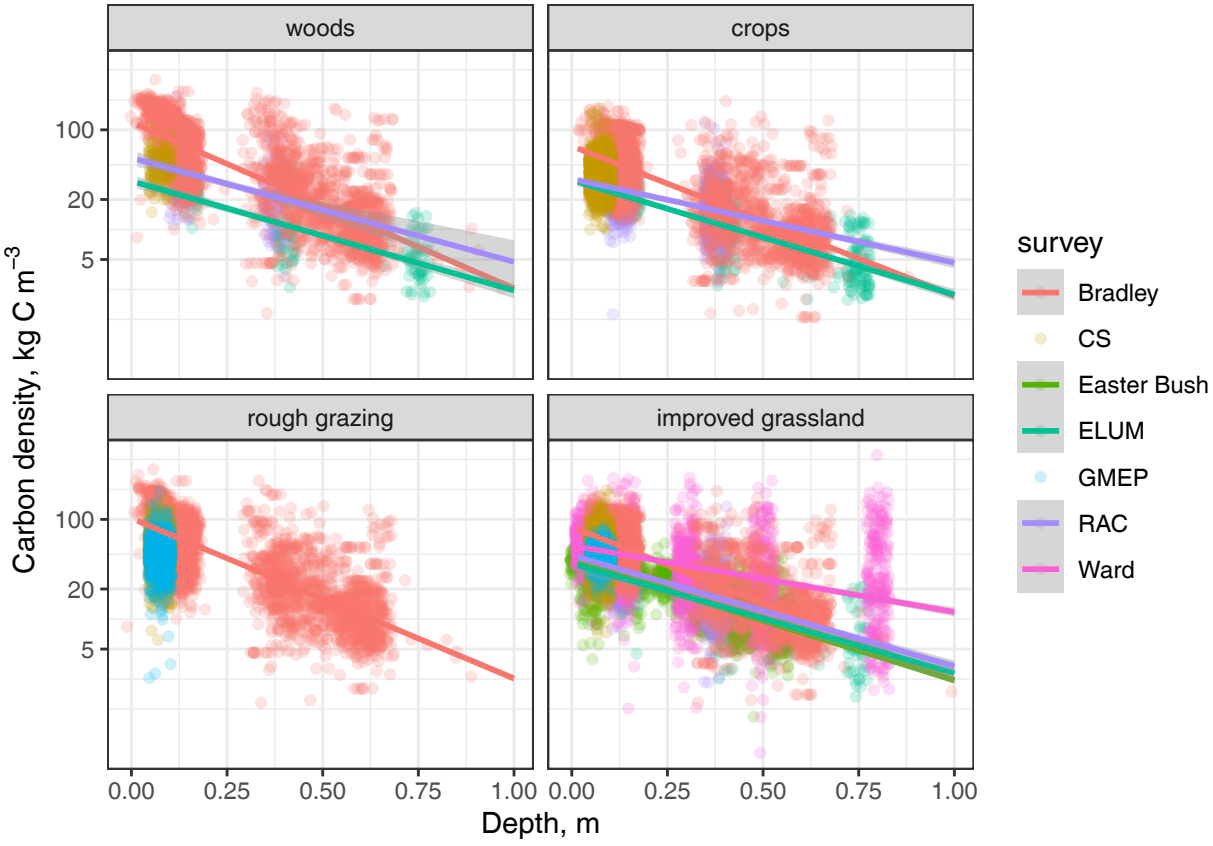 woods
crops
100
20
5
rough grazing
improved grassland
100
20
5
0.00 0.25 0.50 0.75 1.00
0.00 0.25 0.50 0.75 1.00
Depth, m
Carbon density, kg C m⁻³
survey
Bradley
CS
Easter Bush
ELUM
GMEP
RAC
Ward